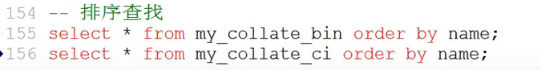 154 -- 排序查找
155 select * from my_collate_bin order by name;
156 select * from my_collate_ci order by name;